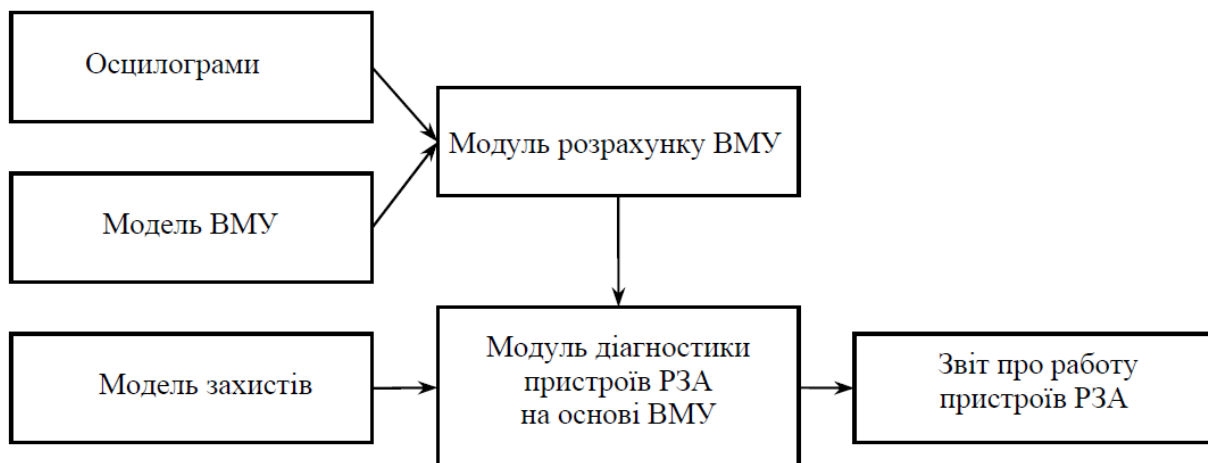 Осцилограми
Модуль розрахунку ВМУ
Модель ВМУ
Модель захистів
Модуль діагностики
пристроїв РЗА
на основі ВМУ
Звіт про работу
пристроїв РЗА